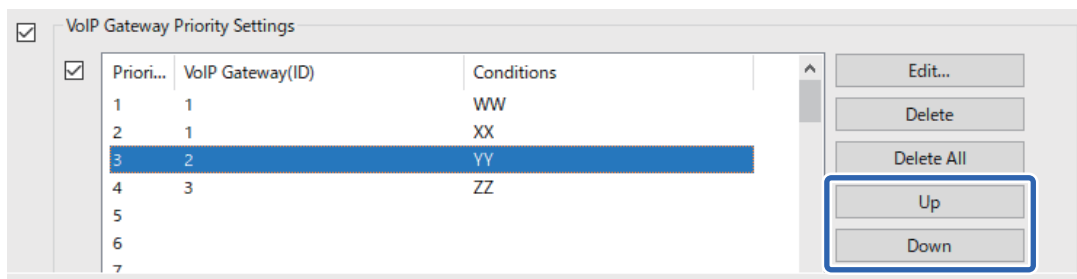 VoIP Gateway Priority Settings
Priori... VoIP Gateway(ID) Conditions
1 1 WW
2 1 XX
3 2 YY
4 3 ZZ
5
6
7
Edit...
Delete
Delete All
Up
Down